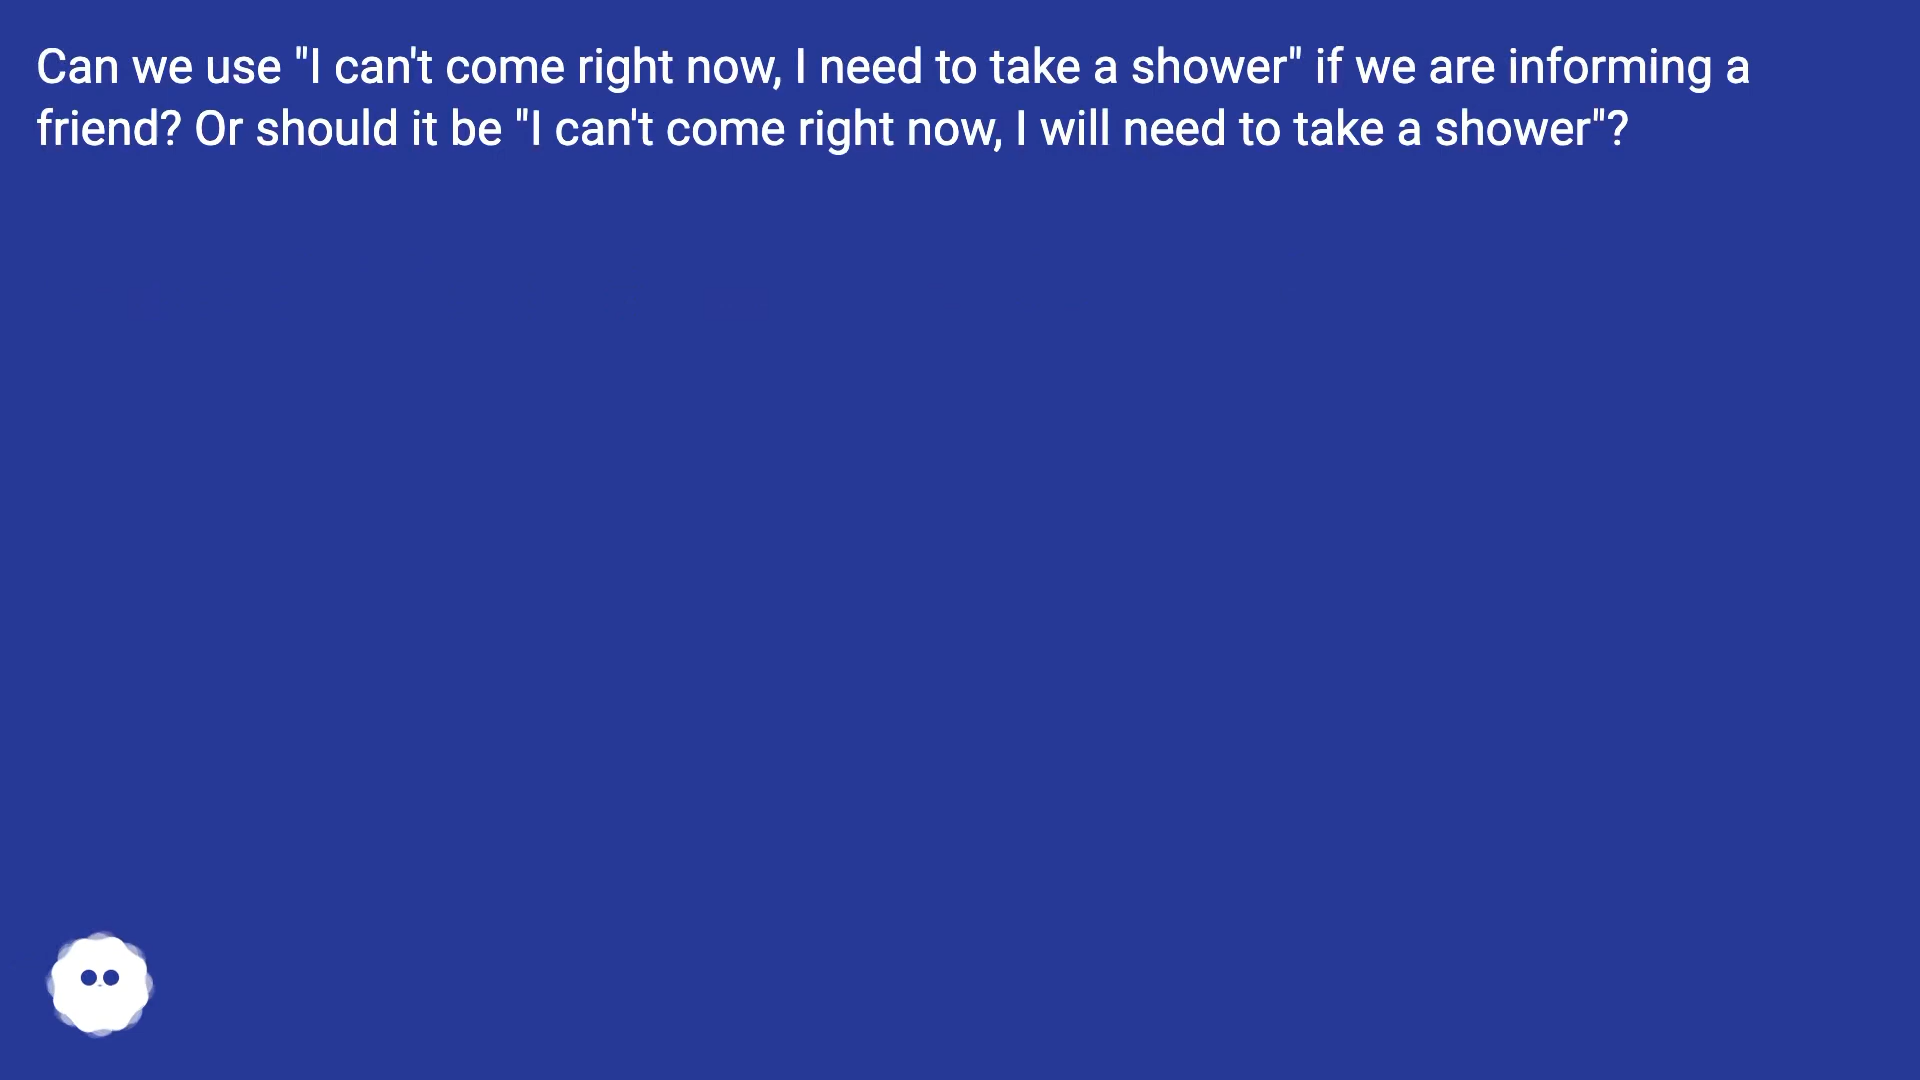 Can we use "I can't come right now, I need to take a shower" if we are informing a
friend? Or should it be "I can't come right now, I will need to take a shower"?